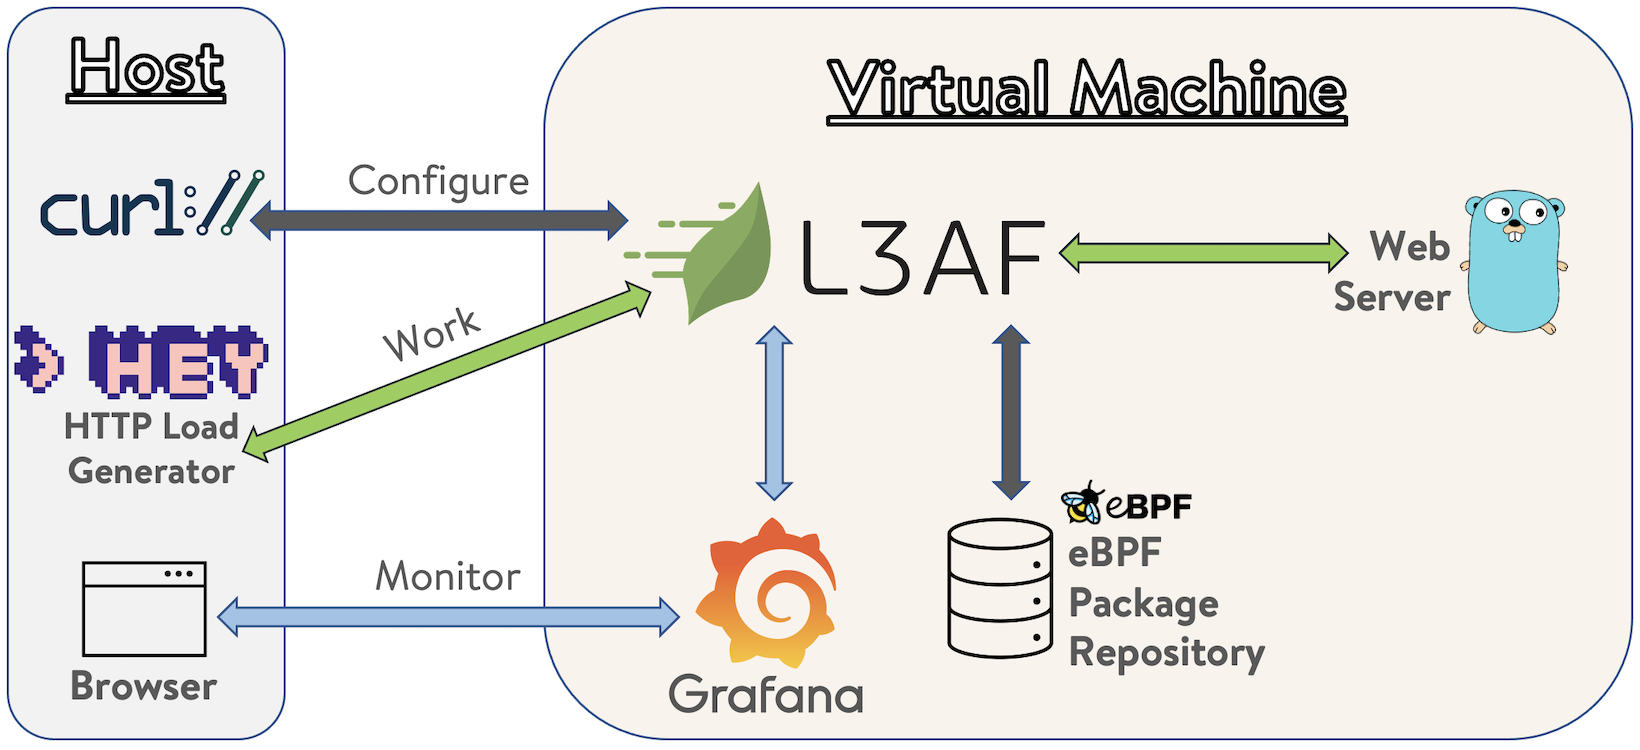 Host
Virtual Machine
curl://
Configure
L3AF
Web
Server
Work
> HEY
HTTP Load
Generator
eBPF
eBPF
Package
Repository
Monitor
Browser
Grafana